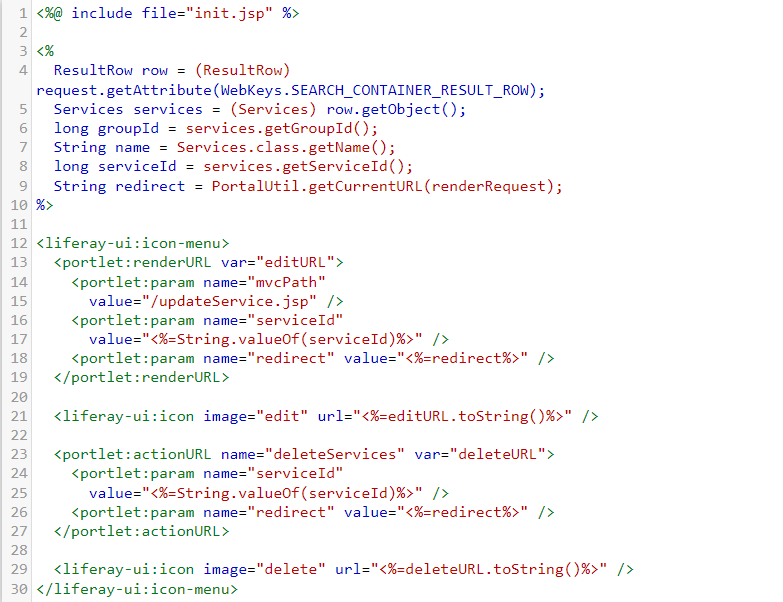 1 <%@ include file="init.jsp" %>
2
3 <%
4   ResultRow row = (ResultRow)
request.getAttribute(WebKeys.SEARCH_CONTAINER_RESULT_ROW);
5   Services services = (Services) row.getObject();
6   long groupId = services.getGroupId();
7   String name = Services.class.getName();
8   long serviceId = services.getServiceId();
9   String redirect = PortalUtil.getCurrentURL(renderRequest);
10 %>
11
12 <liferay-ui:icon-menu>
13   <portlet:renderURL var="editURL">
14     <portlet:param name="mvcPath"
15       value="/updateService.jsp" />
16     <portlet:param name="serviceId"
17       value="<%=String.valueOf(serviceId)%>" />
18     <portlet:param name="redirect" value="<%=redirect%>" />
19   </portlet:renderURL>
20
21   <liferay-ui:icon image="edit" url="<%=editURL.toString()%>" />
22
23   <portlet:actionURL name="deleteServices" var="deleteURL">
24     <portlet:param name="serviceId"
25       value="<%=String.valueOf(serviceId)%>" />
26     <portlet:param name="redirect" value="<%=redirect%>" />
27   </portlet:actionURL>
28
29   <liferay-ui:icon image="delete" url="<%=deleteURL.toString()%>" />
30 </liferay-ui:icon-menu>